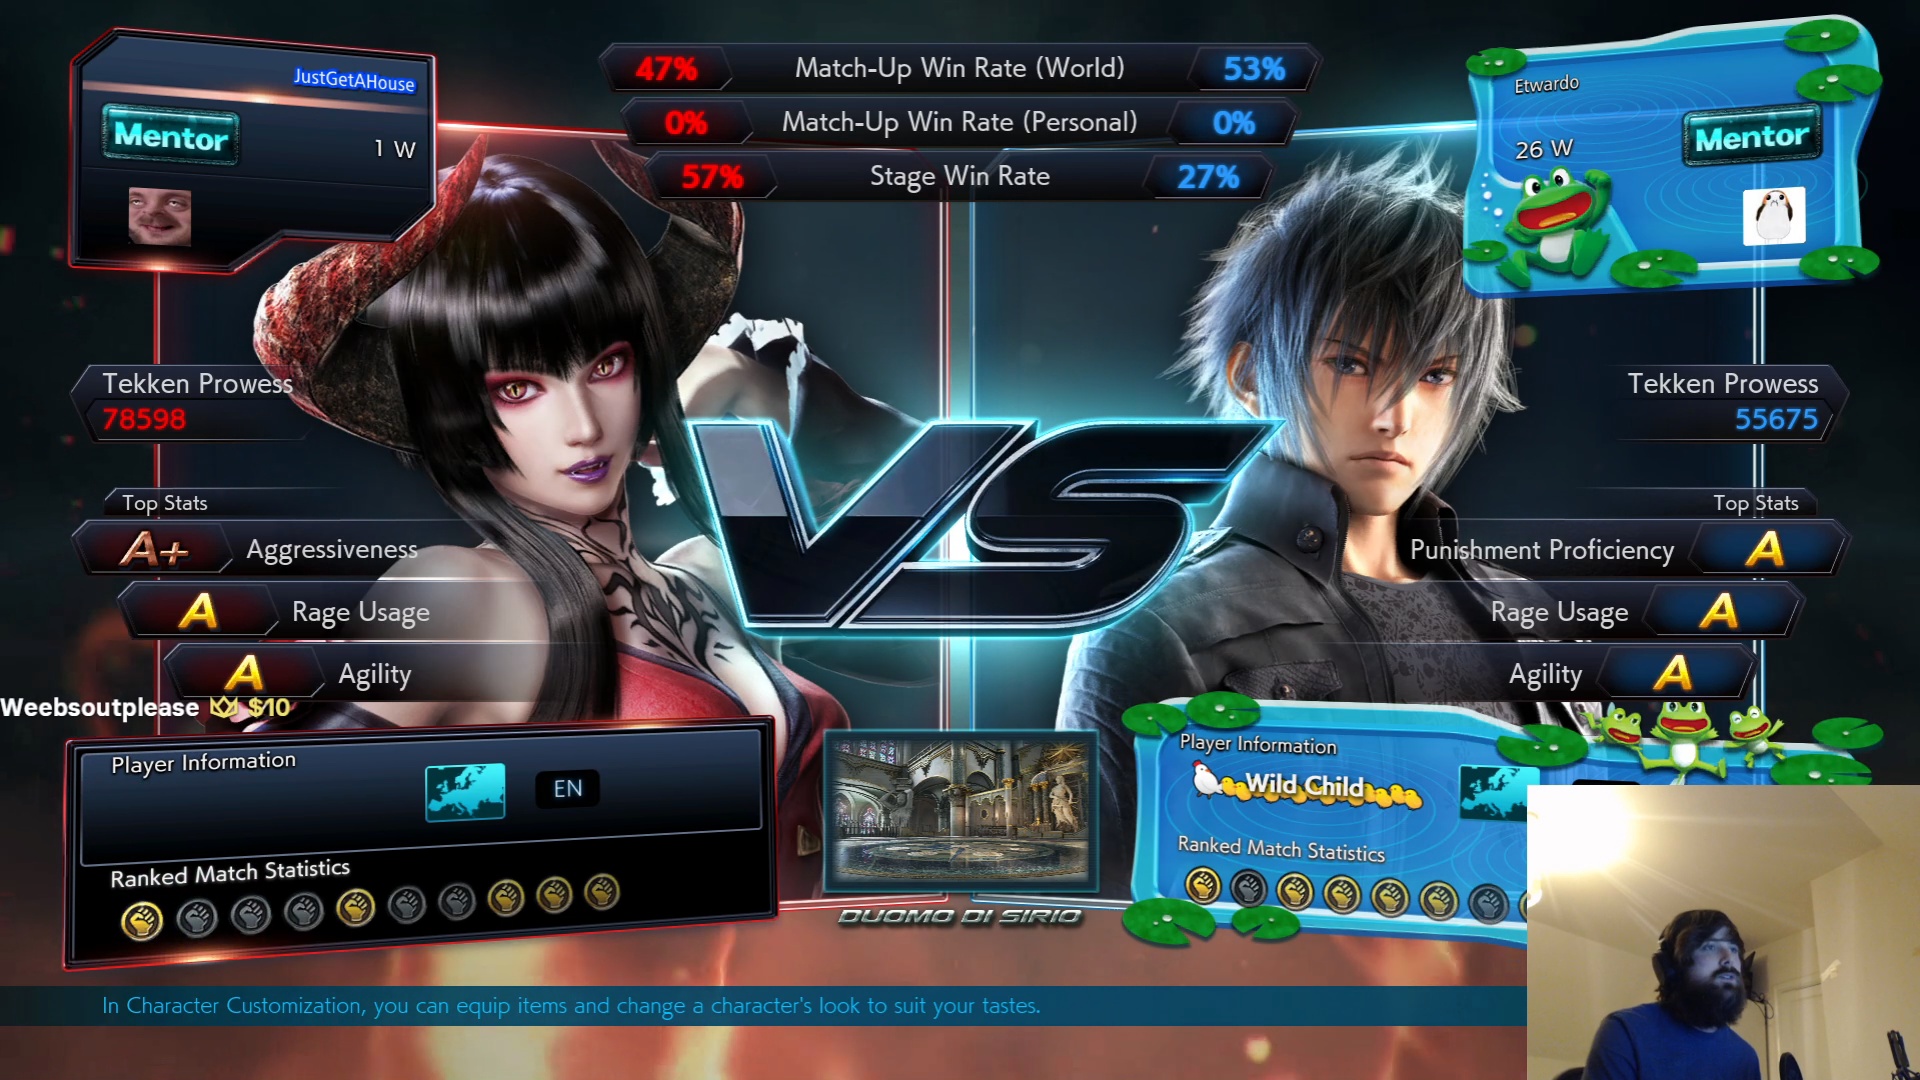 JustGetAHouse
Mentor
1 W
47% Match-Up Win Rate (World) 53%
0% Match-Up Win Rate (Personal) 0%
57% Stage Win Rate 27%
Etwardo
26 W
Mentor
Tekken Prowess
78598
Tekken Prowess
55675
VS
Top Stats
A+ Aggressiveness
A Rage Usage
A Agility
Top Stats
Punishment Proficiency A
Rage Usage A
Agility A
Weebsoutplease $10
Player Information
EN
Ranked Match Statistics
DUOMO DI SIRIO
Player Information
Wild Child
Ranked Match Statistics
In Character Customization, you can equip items and change a character's look to suit your tastes.